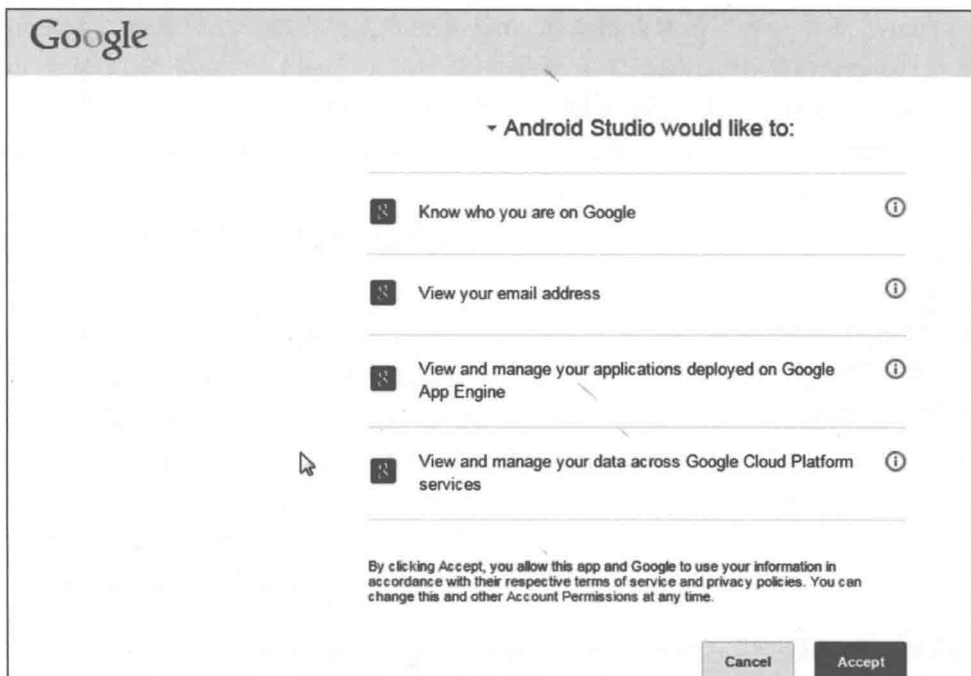 Google
Android Studio would like to:
Know who you are on Google
View your email address
View and manage your applications deployed on Google
App Engine
View and manage your data across Google Cloud Platform
services
By clicking Accept, you allow this app and Google to use your information in
accordance with their respective terms of service and privacy policies. You can
change this and other Account Permissions at any time.
Cancel
Accept